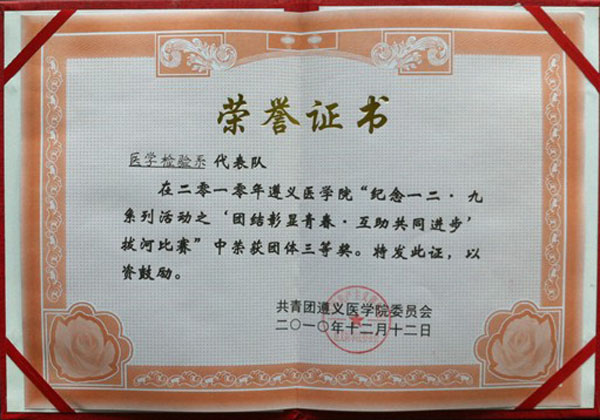 荣誉证书
医学检验系 代表队
在二零一零年遵义医学院“纪念一二·九
系列活动之‘团结彰显青春·互助共同进步’
拔河比赛”中荣获团体三等奖。特发此证，以
资鼓励。
共青团遵义医学院委员会
二〇一〇年十二月十二日